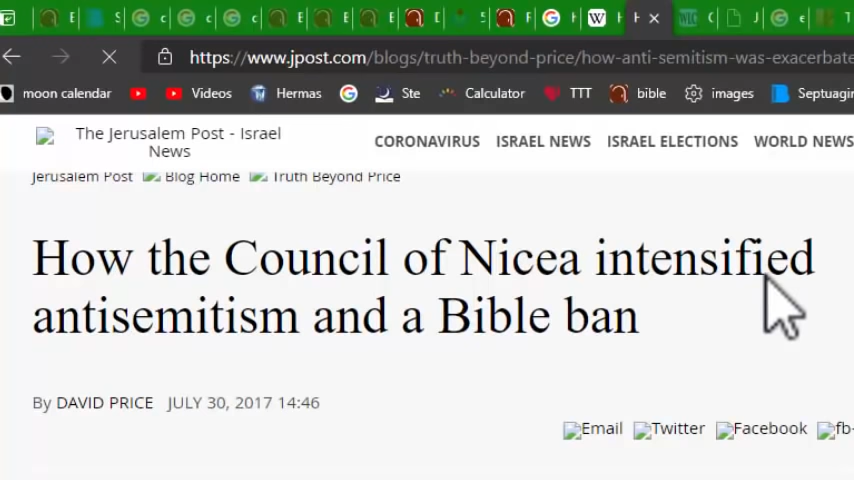 E S c c c E E E D 5 F H H H C J e T
https://www.jpost.com/blogs/truth-beyond-price/how-anti-semitism-was-exacerbate
moon calendar Videos Hermas Ste Calculator TTT bible images Septuagin
The Jerusalem Post - Israel News CORONAVIRUS ISRAEL NEWS ISRAEL ELECTIONS WORLD NEWS
Jerusalem Post Blog Home Truth Beyond Price
How the Council of Nicea intensified
antisemitism and a Bible ban
By DAVID PRICE JULY 30, 2017 14:46
Email Twitter Facebook fb-